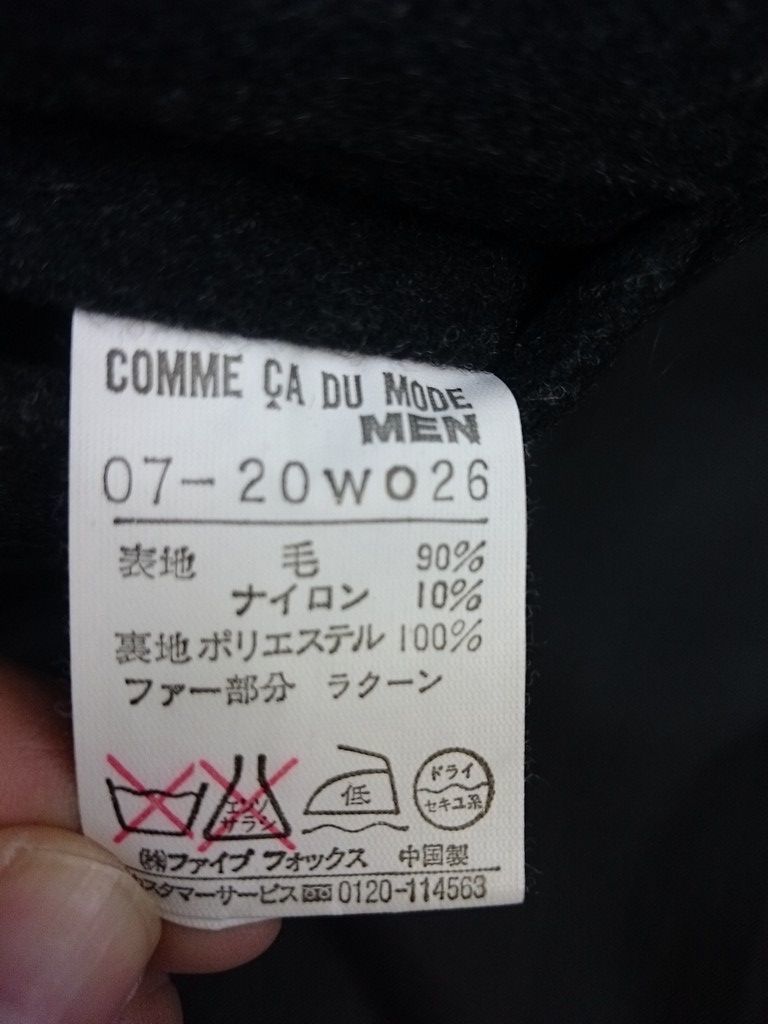 COMME ÇA DU MODE
MEN
07-20WO26
表地 毛 90%
ナイロン 10%
裏地 ポリエステル 100%
ファー部分 ラクーン
エンソ
サラシ
低
ドライ
セキユ系
㈱ファイブ フォックス 中国製
カスタマーサービス 0120-114563